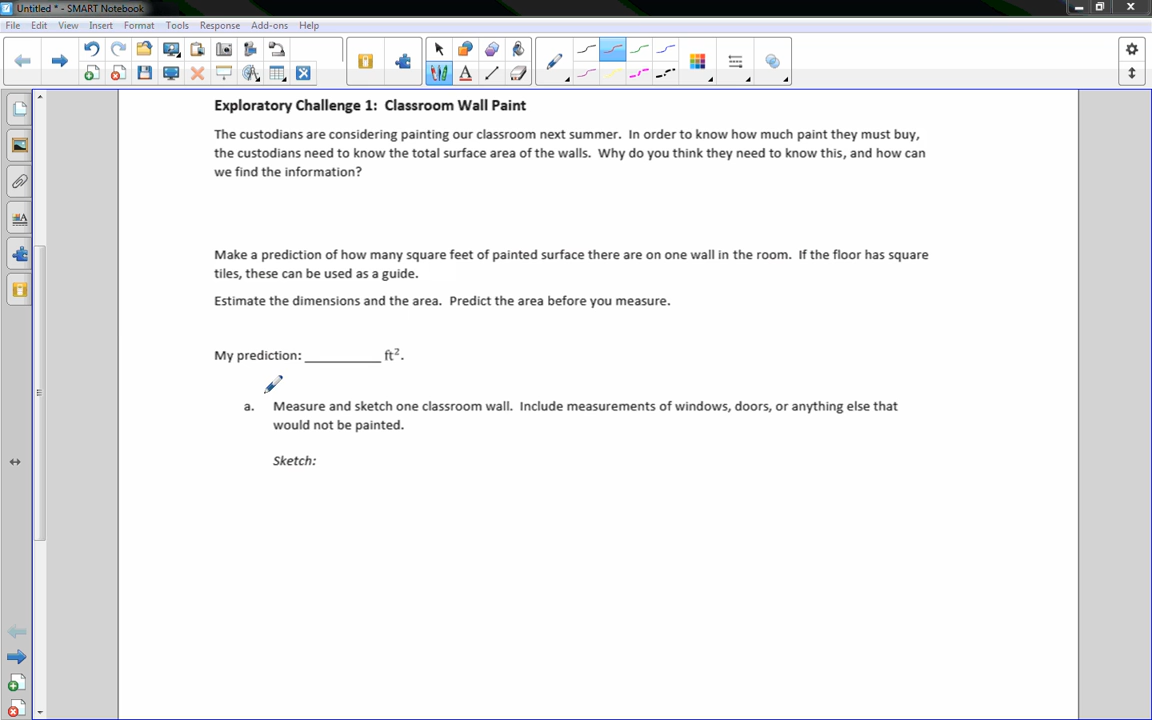 Untitled * - SMART Notebook
File Edit View Insert Format Tools Response Add-ons Help
Exploratory Challenge 1: Classroom Wall Paint
The custodians are considering painting our classroom next summer. In order to know how much paint they must buy,
the custodians need to know the total surface area of the walls. Why do you think they need to know this, and how can
we find the information?
Make a prediction of how many square feet of painted surface there are on one wall in the room. If the floor has square
tiles, these can be used as a guide.
Estimate the dimensions and the area. Predict the area before you measure.
My prediction: ___________ ft².
a. Measure and sketch one classroom wall. Include measurements of windows, doors, or anything else that
would not be painted.
Sketch: